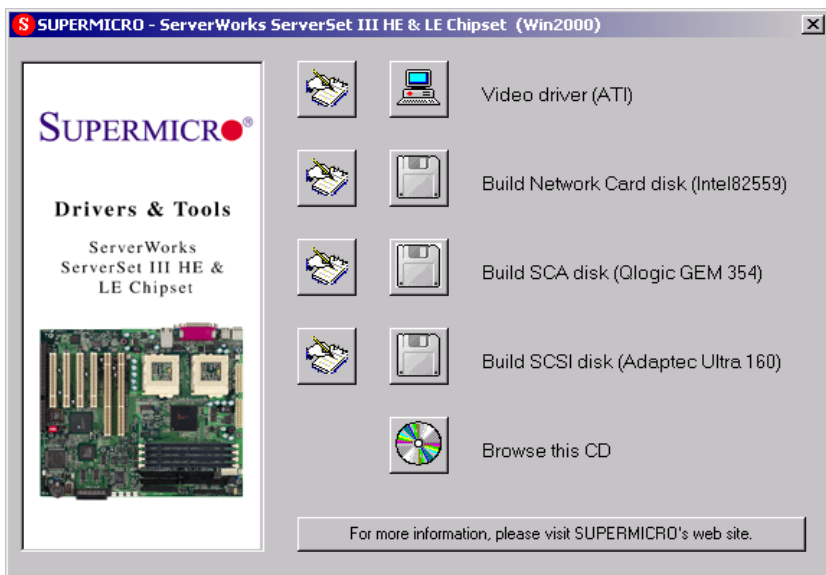 SUPERMICRO - ServerWorks ServerSet III HE & LE Chipset (Win2000)
SUPERMICRO®
Drivers & Tools
ServerWorks
ServerSet III HE &
LE Chipset
Video driver (ATI)
Build Network Card disk (Intel82559)
Build SCA disk (Qlogic GEM 354)
Build SCSI disk (Adaptec Ultra 160)
Browse this CD
For more information, please visit SUPERMICRO's web site.